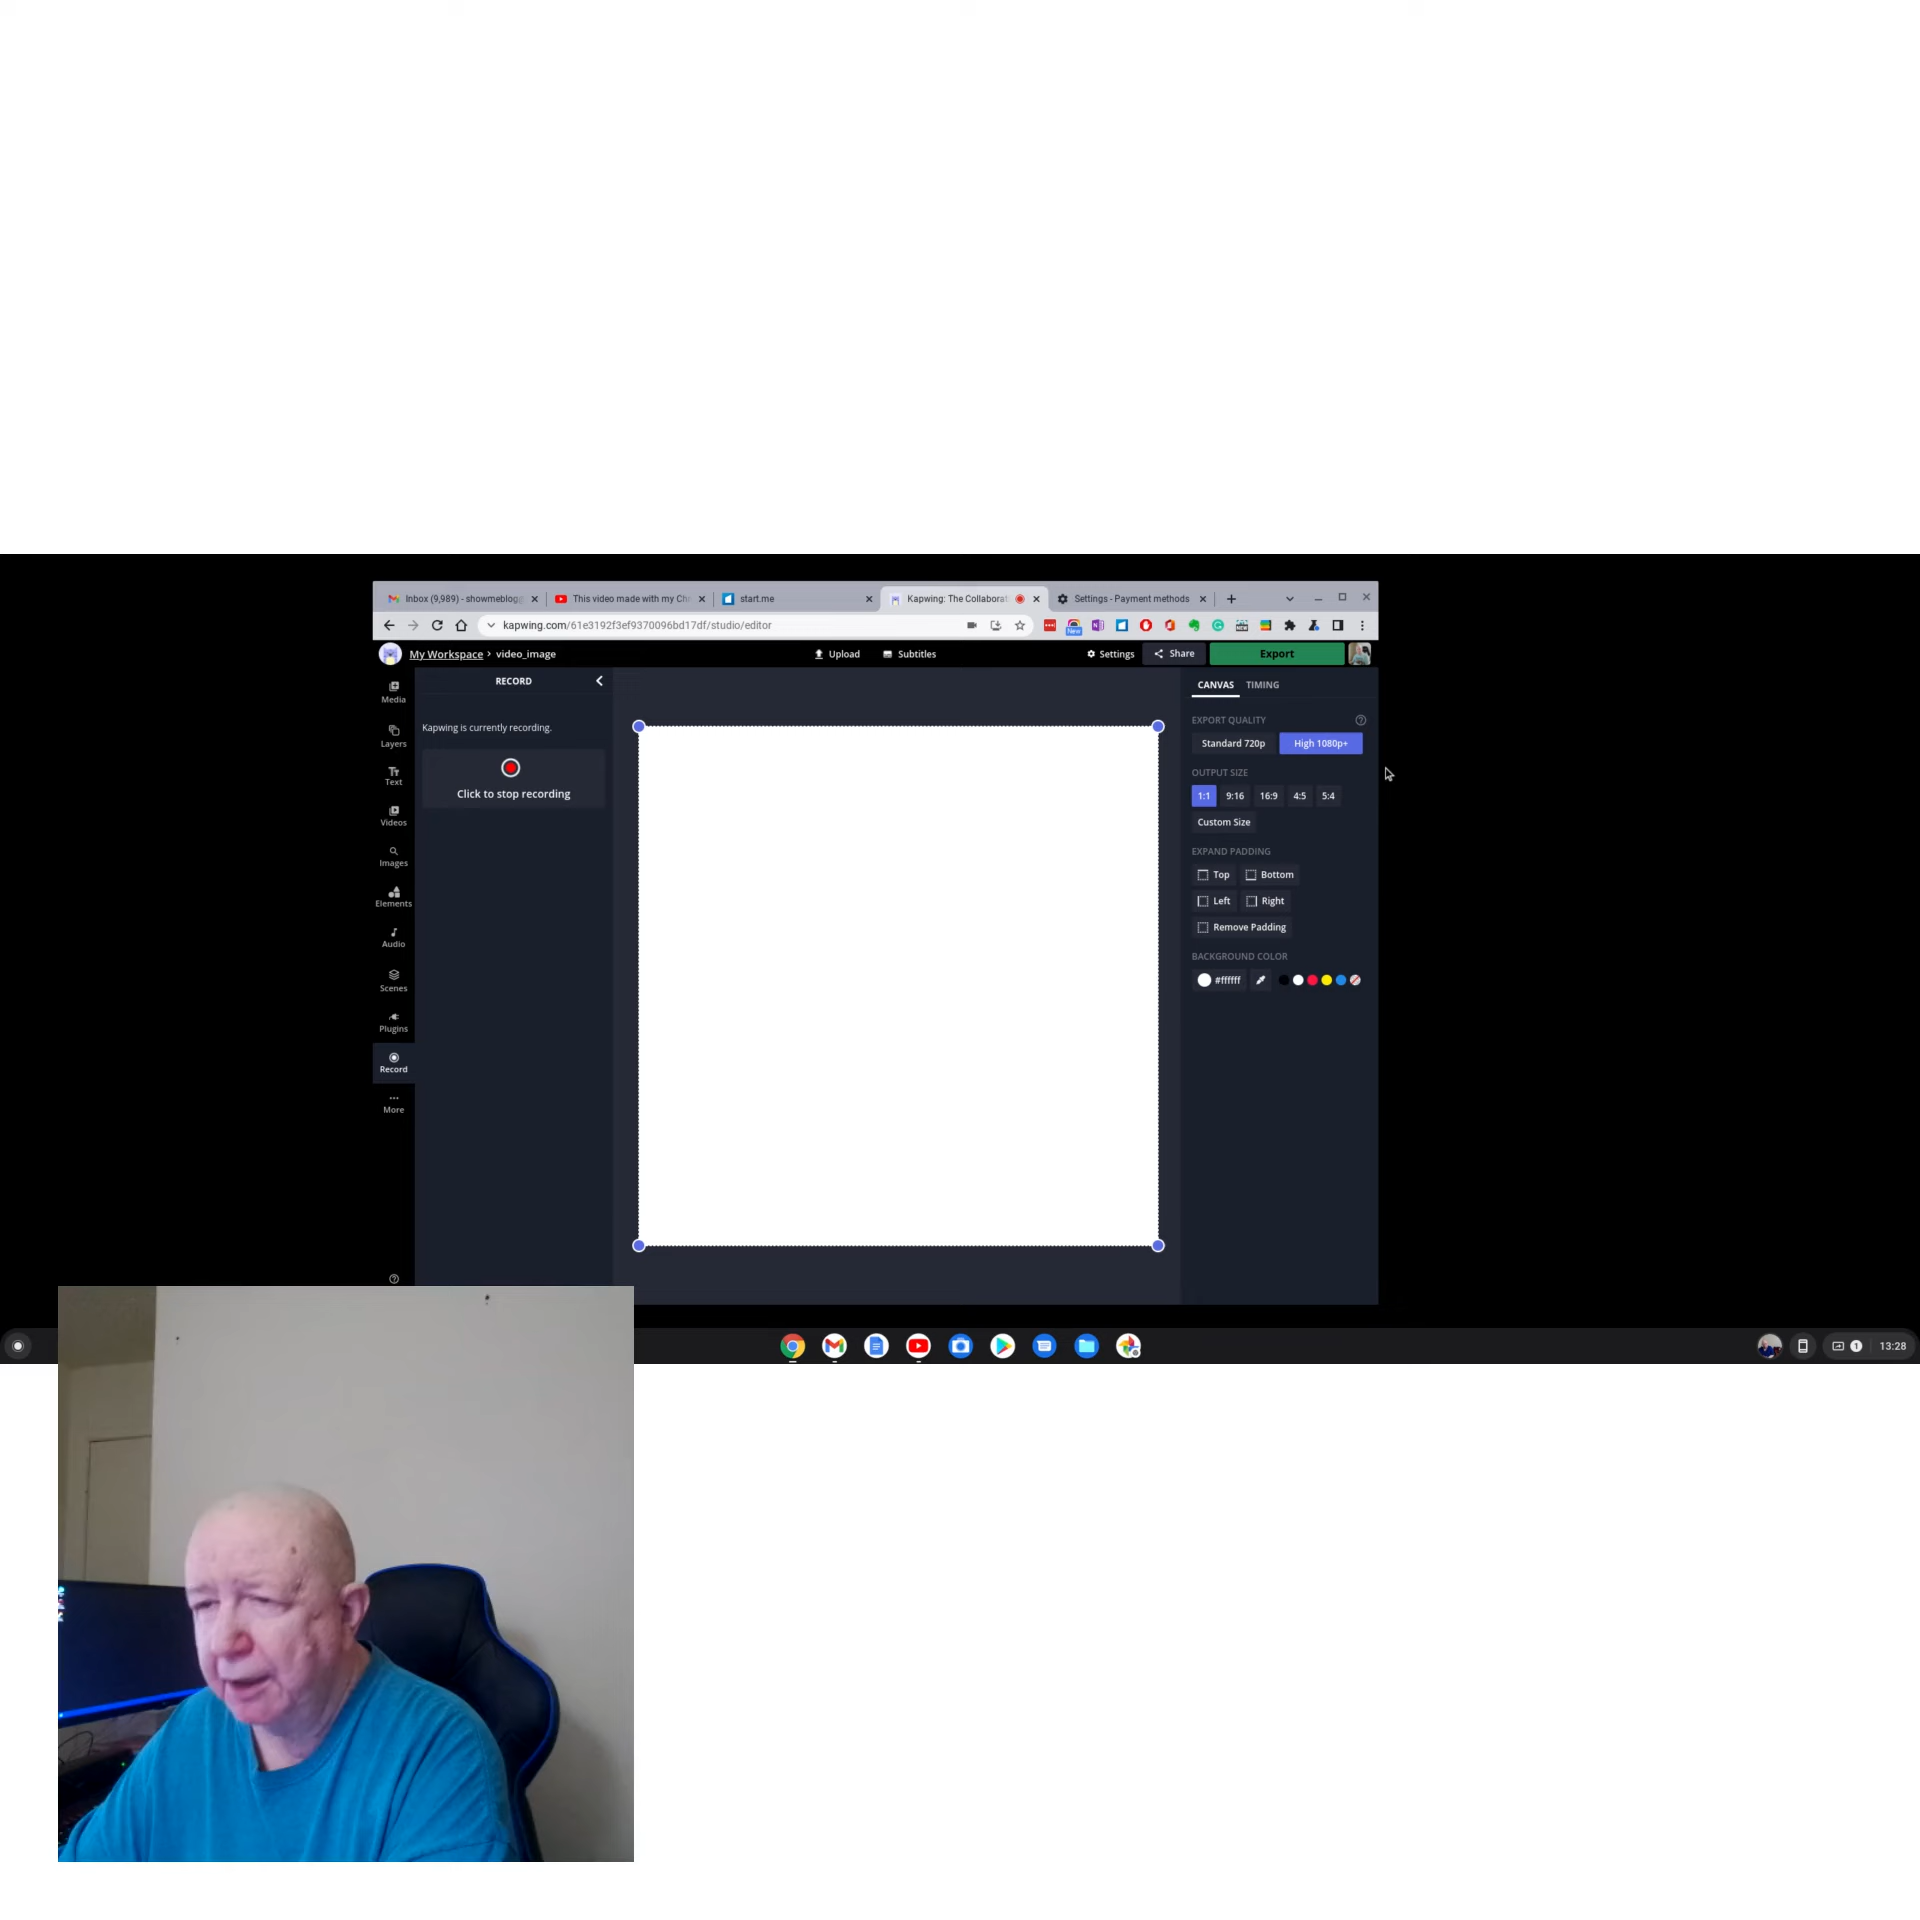 Inbox (9,989) - showmeblogg
This video made with my Ch
start.me
Kapwing: The Collaborat
Settings - Payment methods
kapwing.com/61e3192f3ef9370096bd17df/studio/editor
New
My Workspace > video_image
Upload
Subtitles
Settings
Share
Export
RECORD
CANVAS
TIMING
Media
Layers
Text
Videos
Images
Elements
Audio
Scenes
Plugins
Record
More
Kapwing is currently recording.
Click to stop recording
EXPORT QUALITY
Standard 720p
High 1080p+
OUTPUT SIZE
1:1
9:16
16:9
4:5
5:4
Custom Size
EXPAND PADDING
Top
Bottom
Left
Right
Remove Padding
BACKGROUND COLOR
#ffffff
1
13:28